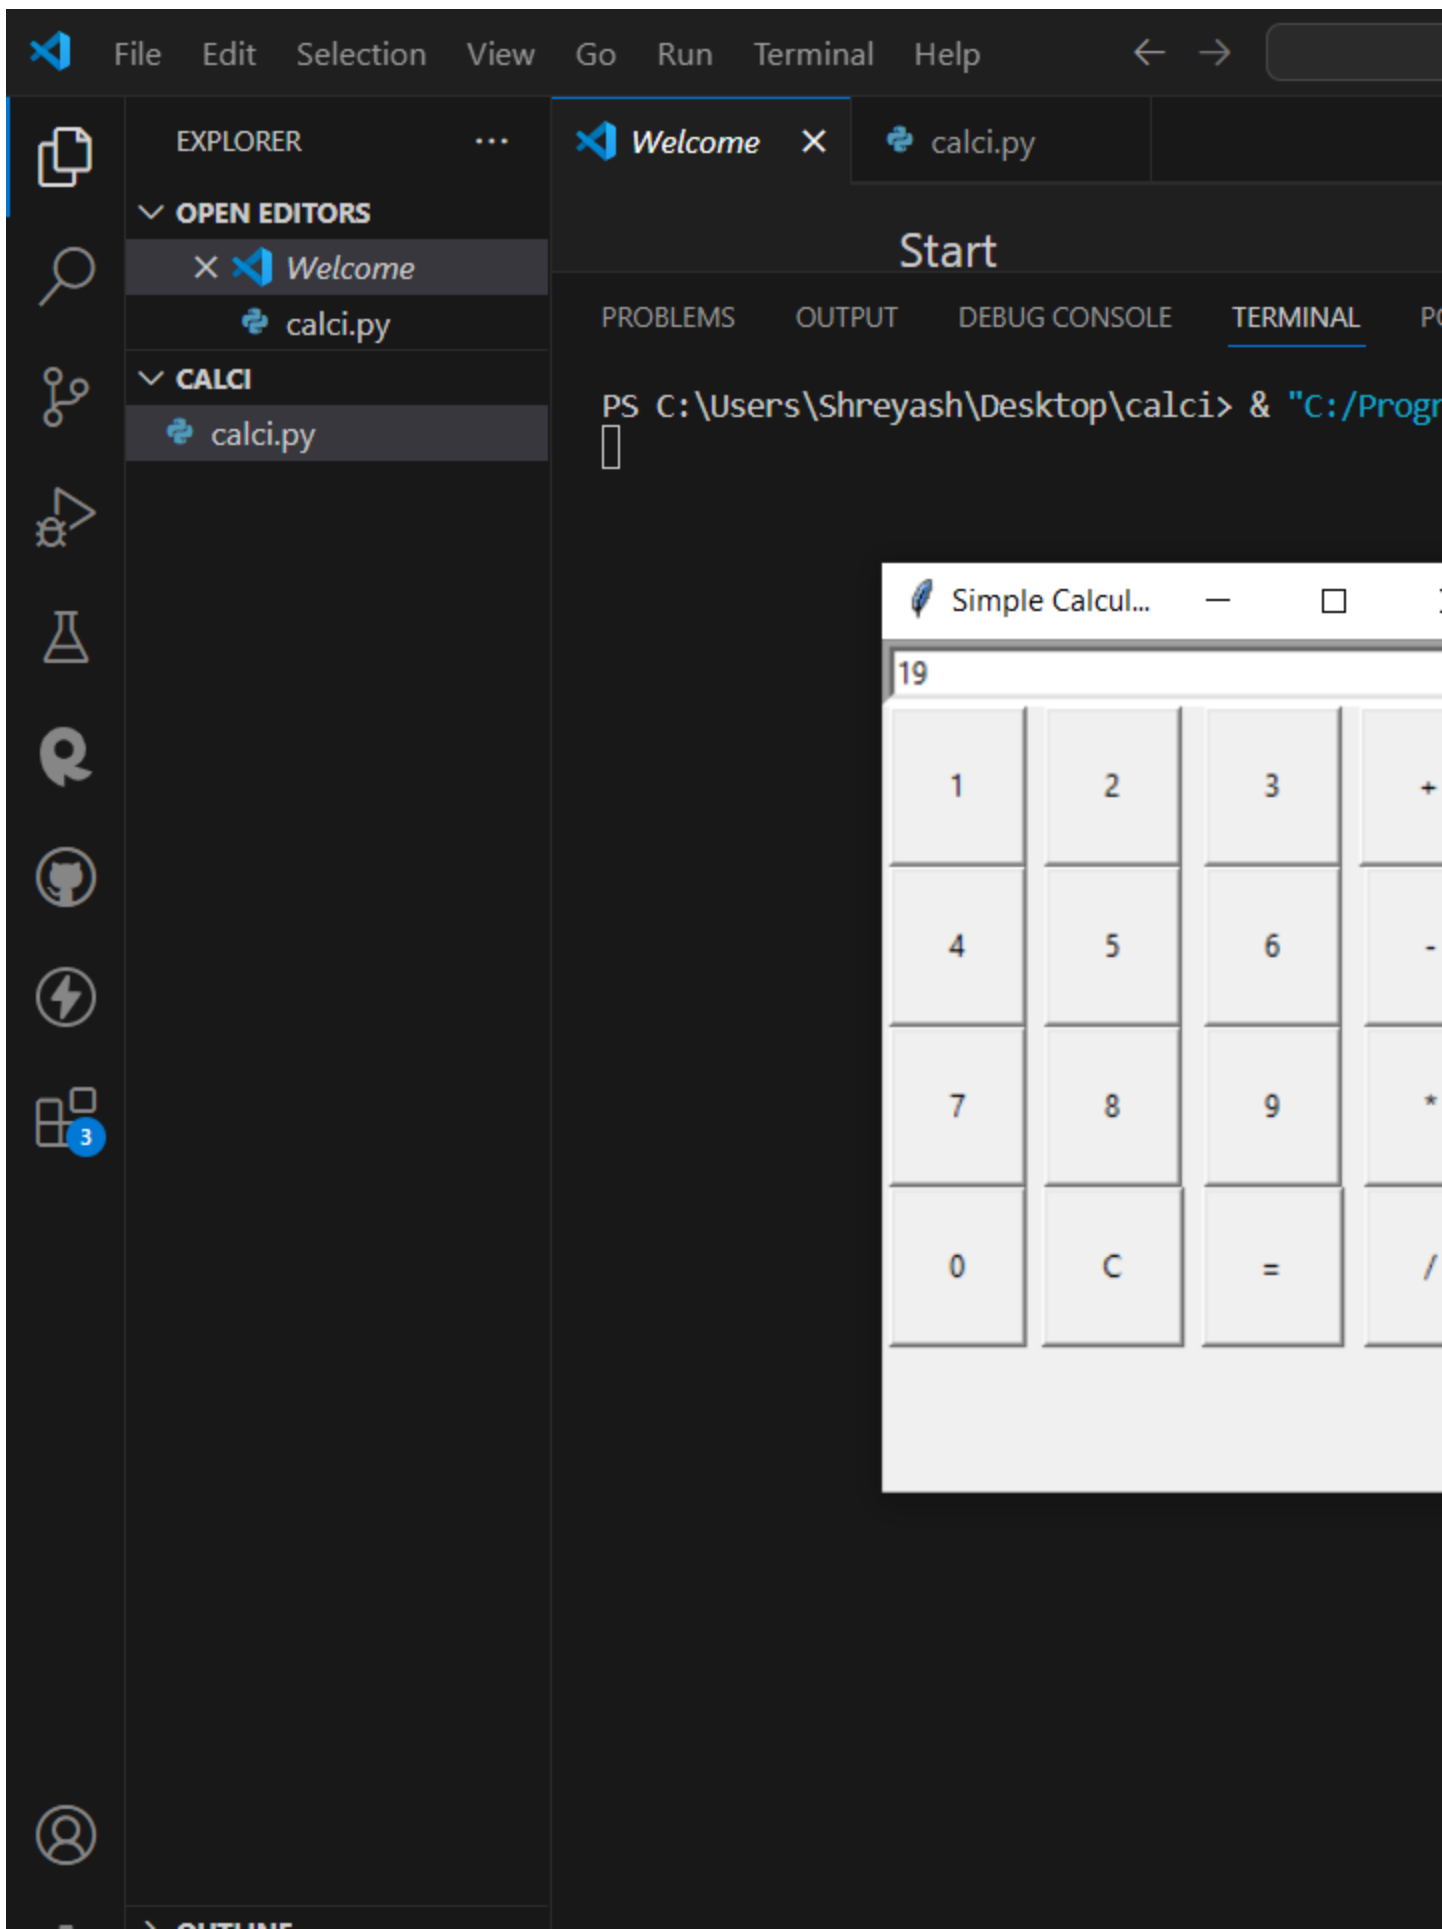 File Edit Selection View Go Run Terminal Help
EXPLORER
Welcome
calci.py
OPEN EDITORS
Welcome
calci.py
CALCI
calci.py
Start
PROBLEMS OUTPUT DEBUG CONSOLE TERMINAL
PS C:\Users\Shreyash\Desktop\calci> & "C:/Progr
Simple Calcul...
19
1 2 3 +
4 5 6 -
7 8 9 *
0 C = /
3
OUTLINE